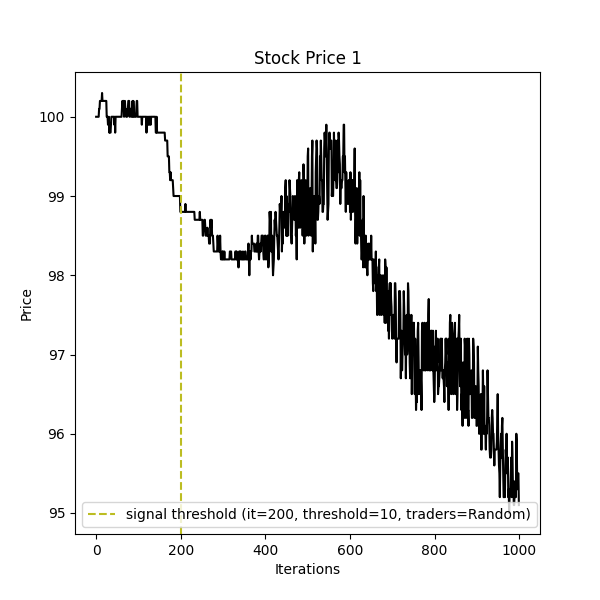 Stock Price 1
Price
100
99
98
97
96
95
signal threshold (it=200, threshold=10, traders=Random)
0 200 400 600 800 1000
Iterations